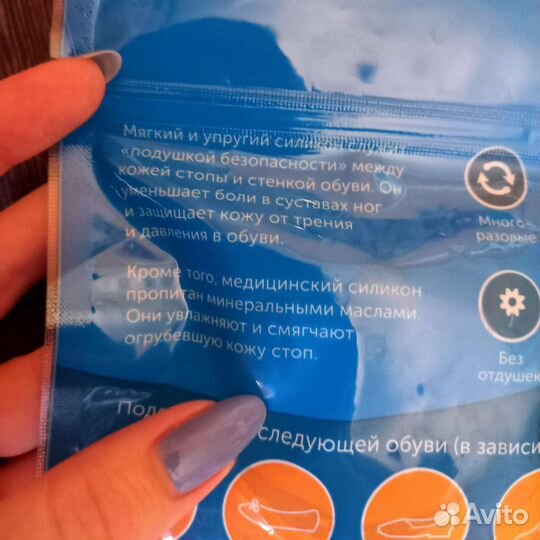 Мягкий и упругий силикон служит
«подушкой безопасности» между
кожей стопы и стенкой обуви. Он
уменьшает боли в суставах ног
и защищает кожу от трения
и давления в обуви.
Кроме того, медицинский силикон
пропитан минеральными маслами.
Они увлажняют и смягчают
огрубевшую кожу стоп.
Много-
разовые
Без
отдушек
следующей обуви (в зависи
Avito